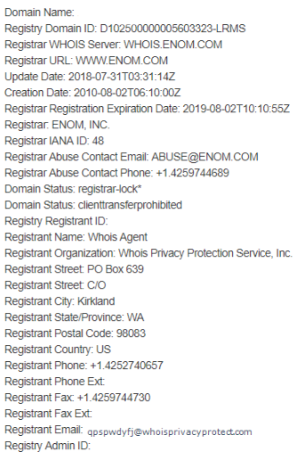 Domain Name:
Registry Domain ID: D102500000005603323-LRMS
Registrar WHOIS Server: WHOIS.ENOM.COM
Registrar URL: WWW.ENOM.COM
Update Date: 2018-07-31T03:31:14Z
Creation Date: 2010-08-02T06:10:00Z
Registrar Registration Expiration Date: 2019-08-02T10:10:55Z
Registrar: ENOM, INC.
Registrar IANA ID: 48
Registrar Abuse Contact Email: ABUSE@ENOM.COM
Registrar Abuse Contact Phone: +1.4259744689
Domain Status: registrar-lock*
Domain Status: clienttransferprohibited
Registry Registrant ID:
Registrant Name: Whois Agent
Registrant Organization: Whois Privacy Protection Service, Inc.
Registrant Street: PO Box 639
Registrant Street: C/O
Registrant City: Kirkland
Registrant State/Province: WA
Registrant Postal Code: 98083
Registrant Country: US
Registrant Phone: +1.4252740657
Registrant Phone Ext:
Registrant Fax: +1.4259744730
Registrant Fax Ext:
Registrant Email: qpspwdyfj@whoisprivacyprotect.com
Registry Admin ID: